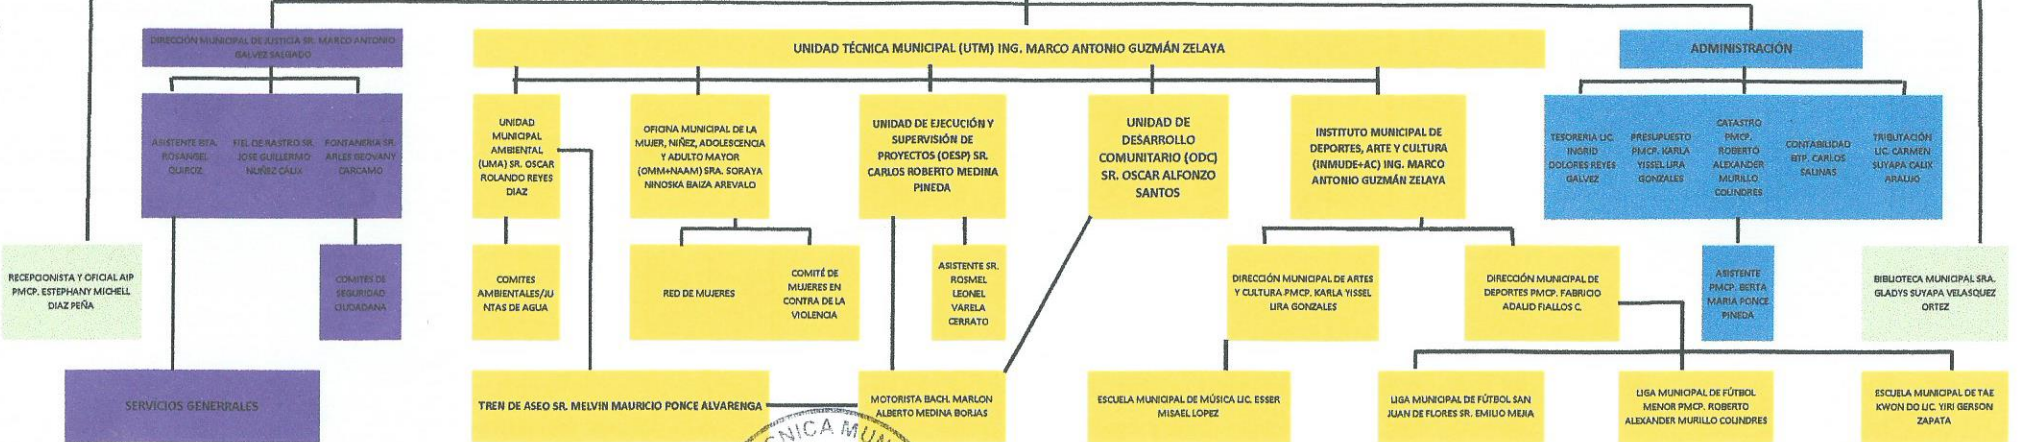 DIRECCIÓN MUNICIPAL DE JUSTICIA SR. MARCO ANTONIO
GALVEZ SALGADO
UNIDAD TÉCNICA MUNICIPAL (UTM) ING. MARCO ANTONIO GUZMÁN ZELAYA
ADMINISTRACIÓN
ASISTENTE BTA.
ROSANGEL
QUIROZ
FIEL DE RASTRO SR.
JOSE GUILLERMO
NUÑEZ CÁLIX
FONTANERIA SR.
ARLES GEOVANY
CARCAMO
UNIDAD
MUNICIPAL
AMBIENTAL
(UMA) SR. OSCAR
ROLANDO REYES
DIAZ
OFICINA MUNICIPAL DE LA
MUJER, NIÑEZ, ADOLESCENCIA
Y ADULTO MAYOR
(OMM+NAAM) SRA. SORAYA
NINOSKA BAIZA AREVALO
UNIDAD DE EJECUCIÓN Y
SUPERVISIÓN DE
PROYECTOS (OESP) SR.
CARLOS ROBERTO MEDINA
PINEDA
UNIDAD DE
DESARROLLO
COMUNITARIO (ODC)
SR. OSCAR ALFONZO
SANTOS
INSTITUTO MUNICIPAL DE
DEPORTES, ARTE Y CULTURA
(INMUDE+AC) ING. MARCO
ANTONIO GUZMÁN ZELAYA
TESORERIA LIC.
INGRID
DOLORES REYES
GALVEZ
PRESUPUESTO
PMCP. KARLA
YISSEL LIRA
GONZALES
CATASTRO
PMCP.
ROBERTO
ALEXANDER
MURILLO
COLINDRES
CONTABILIDAD
BTP. CARLOS
SALINAS
TRIBUTACIÓN
LIC. CARMEN
SUYAPA CALIX
ARAUJO
RECEPCIONISTA Y OFICIAL AIP
PMCP. ESTEPHANY MICHELL
DIAZ PEÑA
COMITES DE
SEGURIDAD
CIUDADANA
COMITES
AMBIENTALES/JU
NTAS DE AGUA
RED DE MUJERES
COMITÉ DE
MUJERES EN
CONTRA DE LA
VIOLENCIA
ASISTENTE SR.
ROSMEL
LEONEL
VARELA
CERRATO
DIRECCIÓN MUNICIPAL DE ARTES
Y CULTURA PMCP. KARLA YISSEL
LIRA GONZALES
DIRECCIÓN MUNICIPAL DE
DEPORTES PMCP. FABRICIO
ADALID FIALLOS C.
ASISTENTE
PMCP. BERTA
MARIA PONCE
PINEDA
BIBLIOTECA MUNICIPAL SRA.
GLADYS SUYAPA VELASQUEZ
ORTEZ
SERVICIOS GENERRALES
TREN DE ASEO SR. MELVIN MAURICIO PONCE ALVARENGA
MOTORISTA BACH. MARLON
ALBERTO MEDINA BORJAS
ESCUELA MUNICIPAL DE MÚSICA LIC. ESSER
MISAEL LOPEZ
LIGA MUNICIPAL DE FÚTBOL SAN
JUAN DE FLORES SR. EMILIO MEJIA
LIGA MUNICIPAL DE FÚTBOL
MENOR PMCP. ROBERTO
ALEXANDER MURILLO COLINDRES
ESCUELA MUNICIPAL DE TAE
KWON DO LIC. YIRI GERSON
ZAPATA